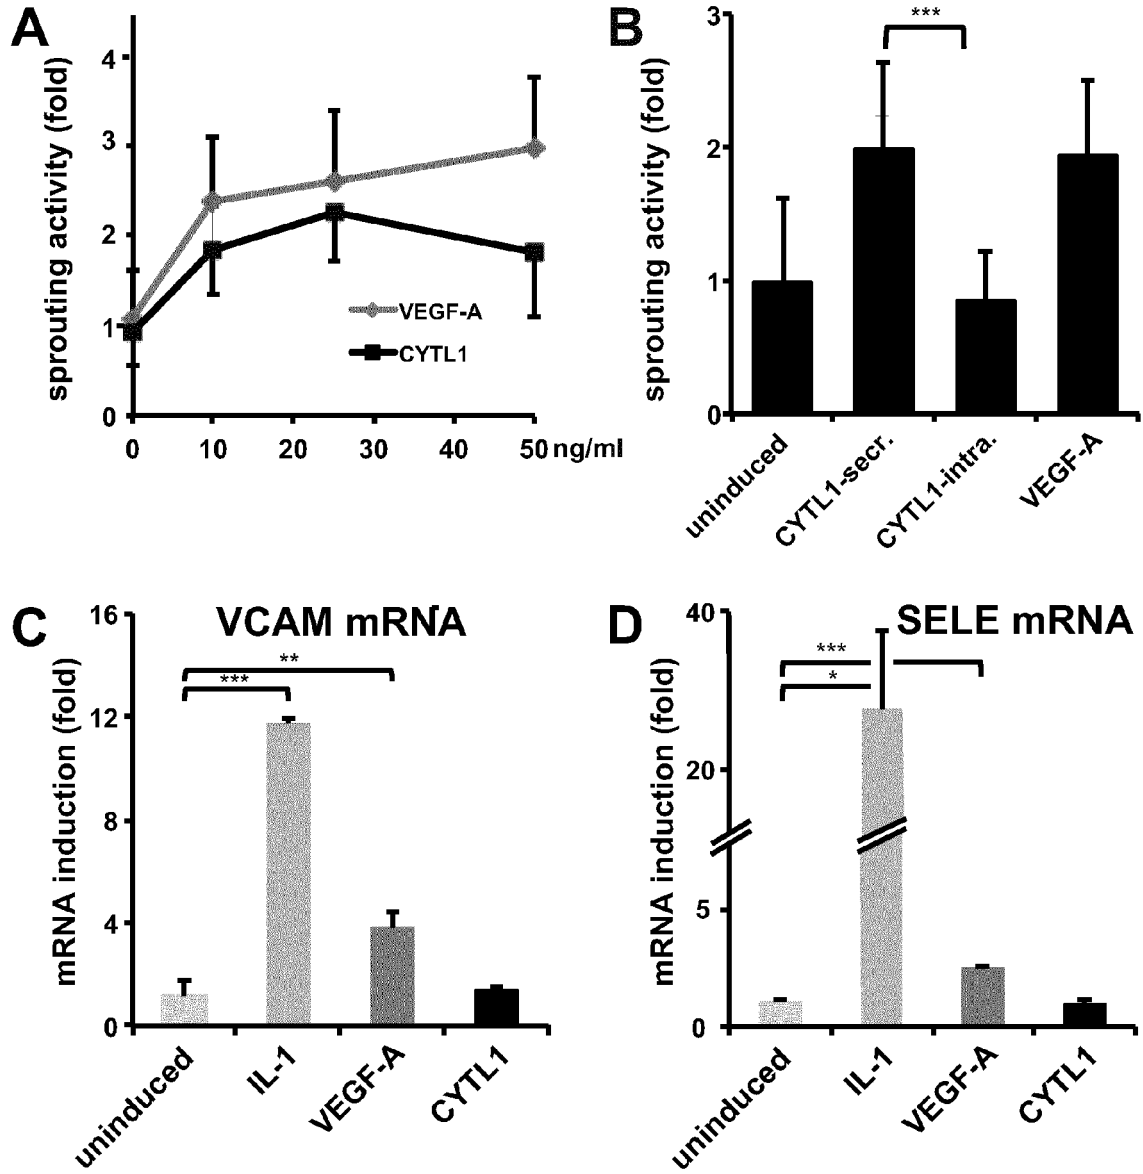 A
sprouting activity (fold)
4
3
2
1
0
0 10 20 30 40 50 ng/ml
VEGF-A
CYTL1
B
sprouting activity (fold)
3
2
1
0
***
uninduced
CYTL1-secr.
CYTL1-intra.
VEGF-A
C
VCAM mRNA
mRNA induction (fold)
16
12
8
4
0
**
***
uninduced
IL-1
VEGF-A
CYTL1
D
SELE mRNA
mRNA induction (fold)
40
20
5
0
***
*
uninduced
IL-1
VEGF-A
CYTL1